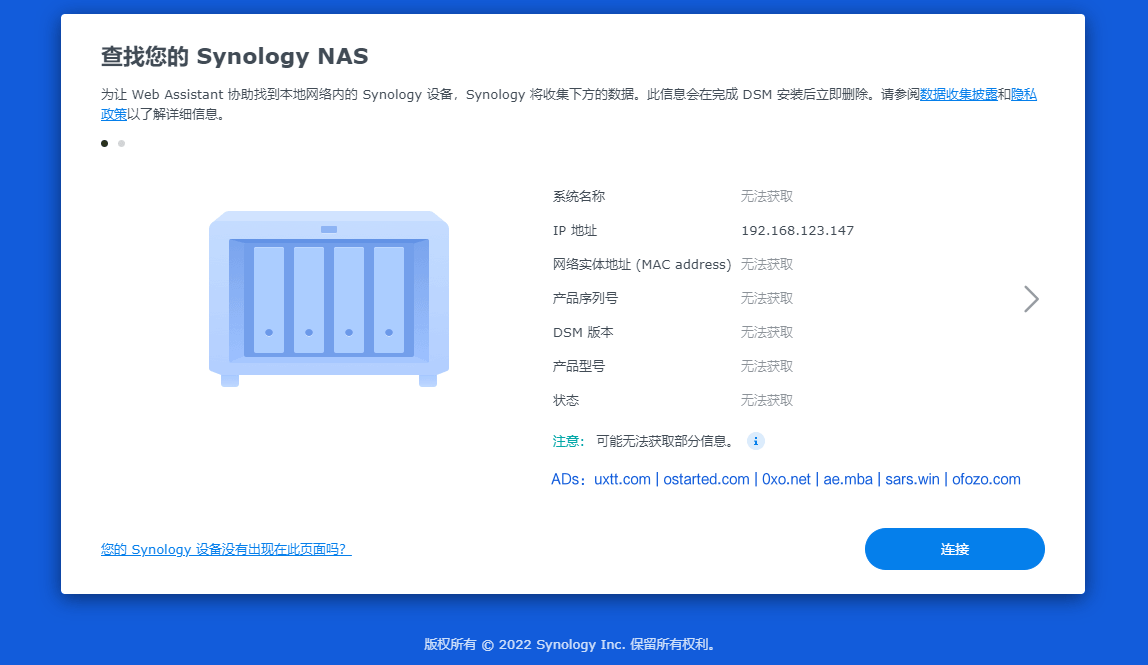 查找您的 Synology NAS
为让 Web Assistant 协助找到本地网络内的 Synology 设备，Synology 将收集下方的数据。此信息会在完成 DSM 安装后立即删除。请参阅数据收集披露和隐私
政策以了解详细信息。
系统名称 无法获取
IP 地址 192.168.123.147
网络实体地址 (MAC address) 无法获取
产品序列号 无法获取
DSM 版本 无法获取
产品型号 无法获取
状态 无法获取
注意： 可能无法获取部分信息。
ADs：uxtt.com | ostarted.com | 0xo.net | ae.mba | sars.win | ofozo.com
您的 Synology 设备没有出现在此页面吗？
连接
版权所有 © 2022 Synology Inc. 保留所有权利。